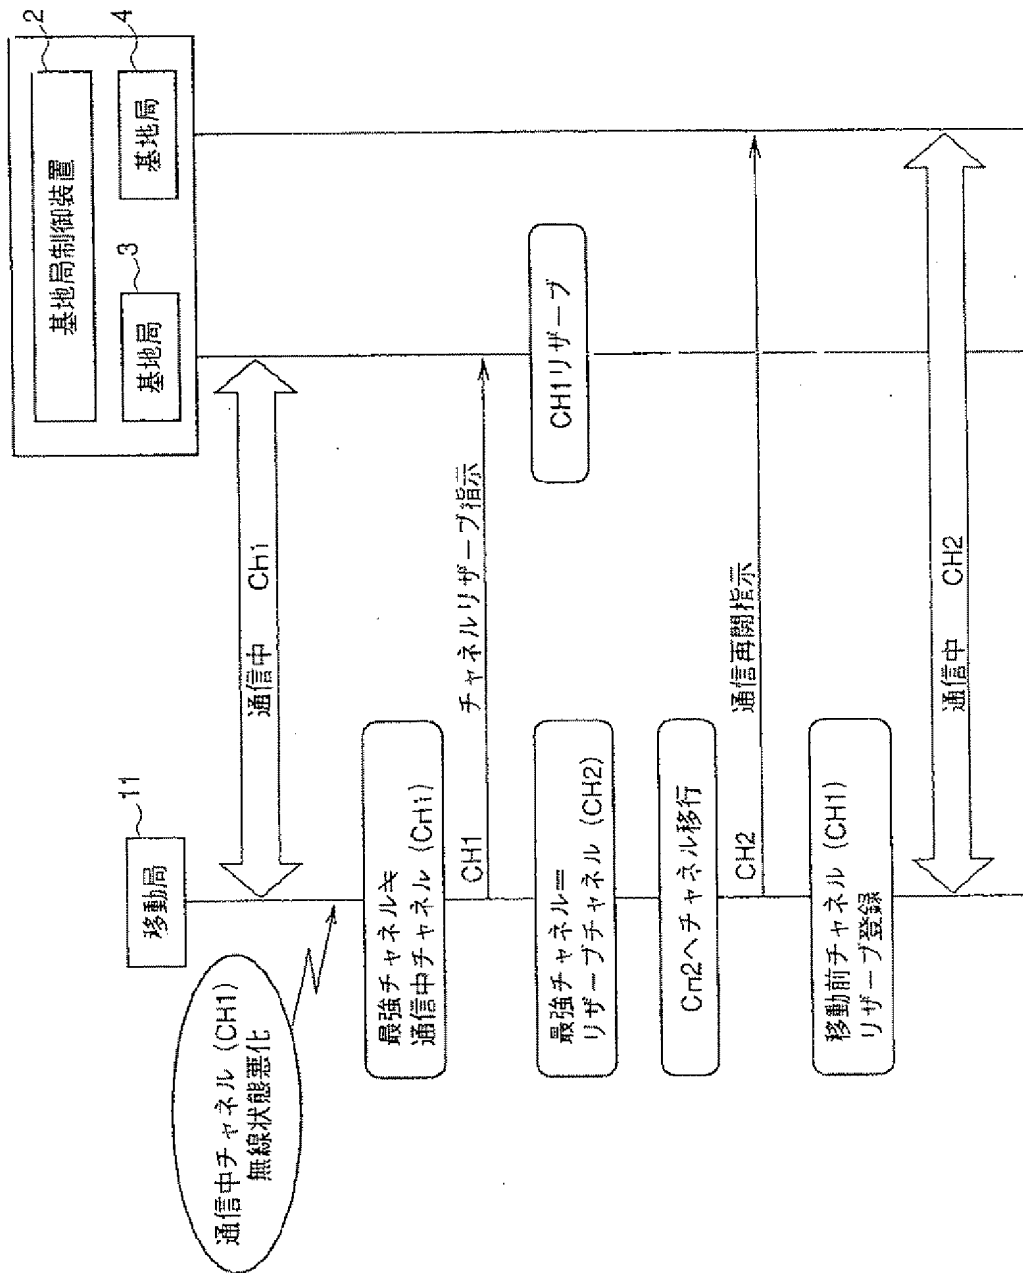 移動局
11
基地局制御装置
2
基地局
3
基地局
4
通信中チャネル(CH1)
無線状態悪化
通信中 Ch1
最強チャネル≒
通信中チャネル(CH1)
CH1
チャネルリザーブ指示
CH1リザーブ
最強チャネル=
リザーブチャネル(CH2)
Cn2へチャネル移行
CH2
通信再開指示
移動前チャネル(CH1)
リザーブ登録
通信中 CH2